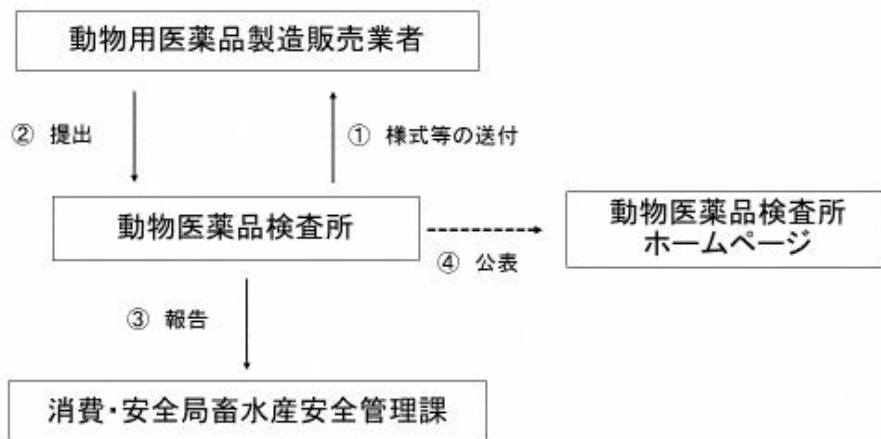 動物用医薬品製造販売業者
② 提出
① 様式等の送付
動物医薬品検査所
動物医薬品検査所
ホームページ
④ 公表
③ 報告
消費・安全局畜水産安全管理課